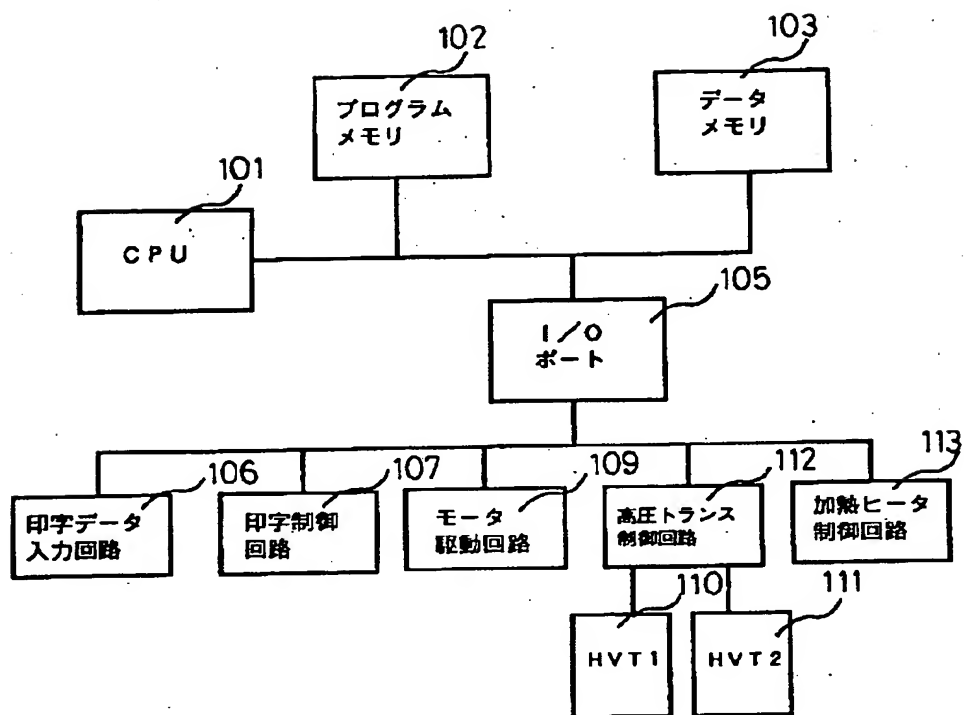 102
プログラム
メモリ
103
データ
メモリ
101
CPU
105
I/O
ポート
106
印字データ
入力回路
107
印字制御
回路
109
モータ
駆動回路
112
高圧トランス
制御回路
113
加熱ヒータ
制御回路
110
HVT1
111
HVT2